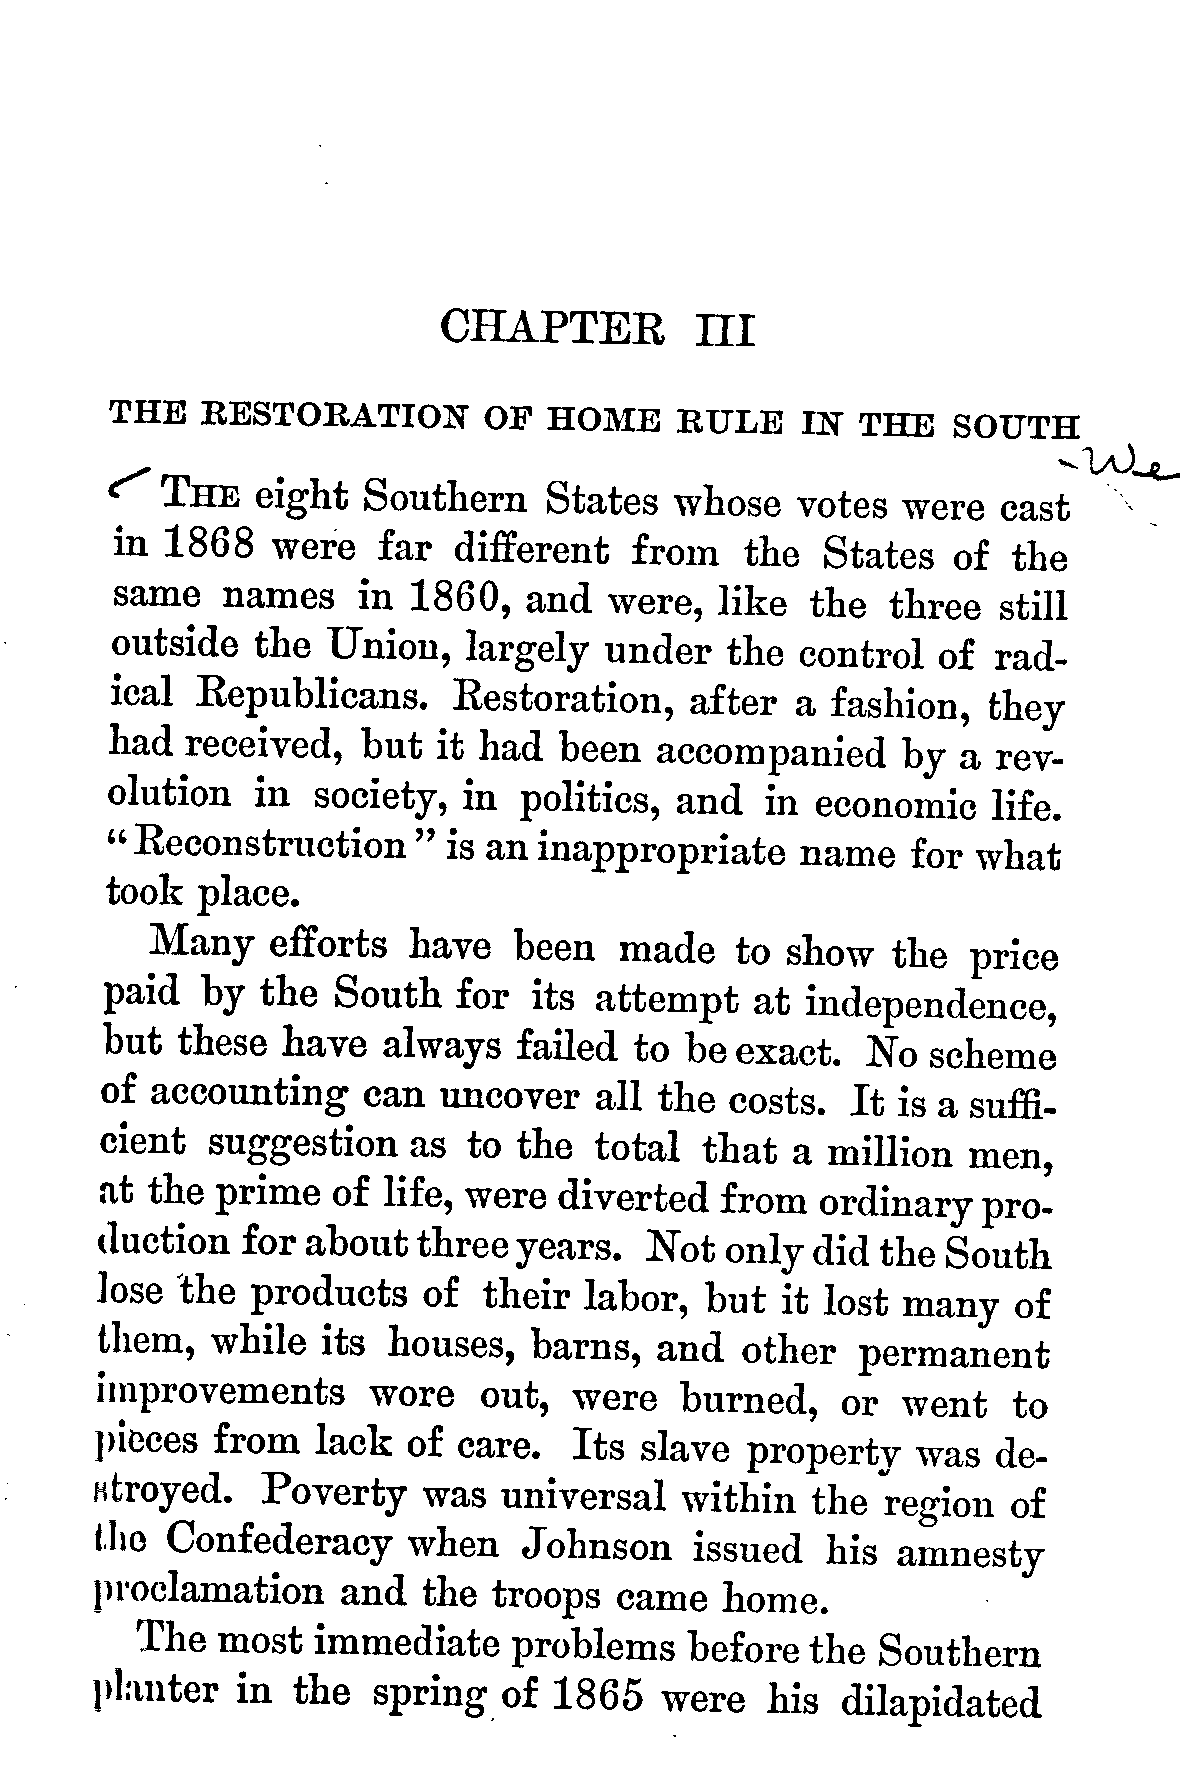 CHAPTER III
THE RESTORATION OF HOME RULE IN THE SOUTH
We
THE eight Southern States whose votes were cast
in 1868 were far different from the States of the
same names in 1860, and were, like the three still
outside the Union, largely under the control of rad-
ical Republicans. Restoration, after a fashion, they
had received, but it had been accompanied by a rev-
olution in society, in politics, and in economic life.
"Reconstruction" is an inappropriate name for what
took place.
Many efforts have been made to show the price
paid by the South for its attempt at independence,
but these have always failed to be exact. No scheme
of accounting can uncover all the costs. It is a suffi-
cient suggestion as to the total that a million men,
at the prime of life, were diverted from ordinary pro-
duction for about three years. Not only did the South
lose the products of their labor, but it lost many of
them, while its houses, barns, and other permanent
improvements wore out, were burned, or went to
pieces from lack of care. Its slave property was de-
stroyed. Poverty was universal within the region of
the Confederacy when Johnson issued his amnesty
proclamation and the troops came home.
The most immediate problems before the Southern
planter in the spring of 1865 were his dilapidated